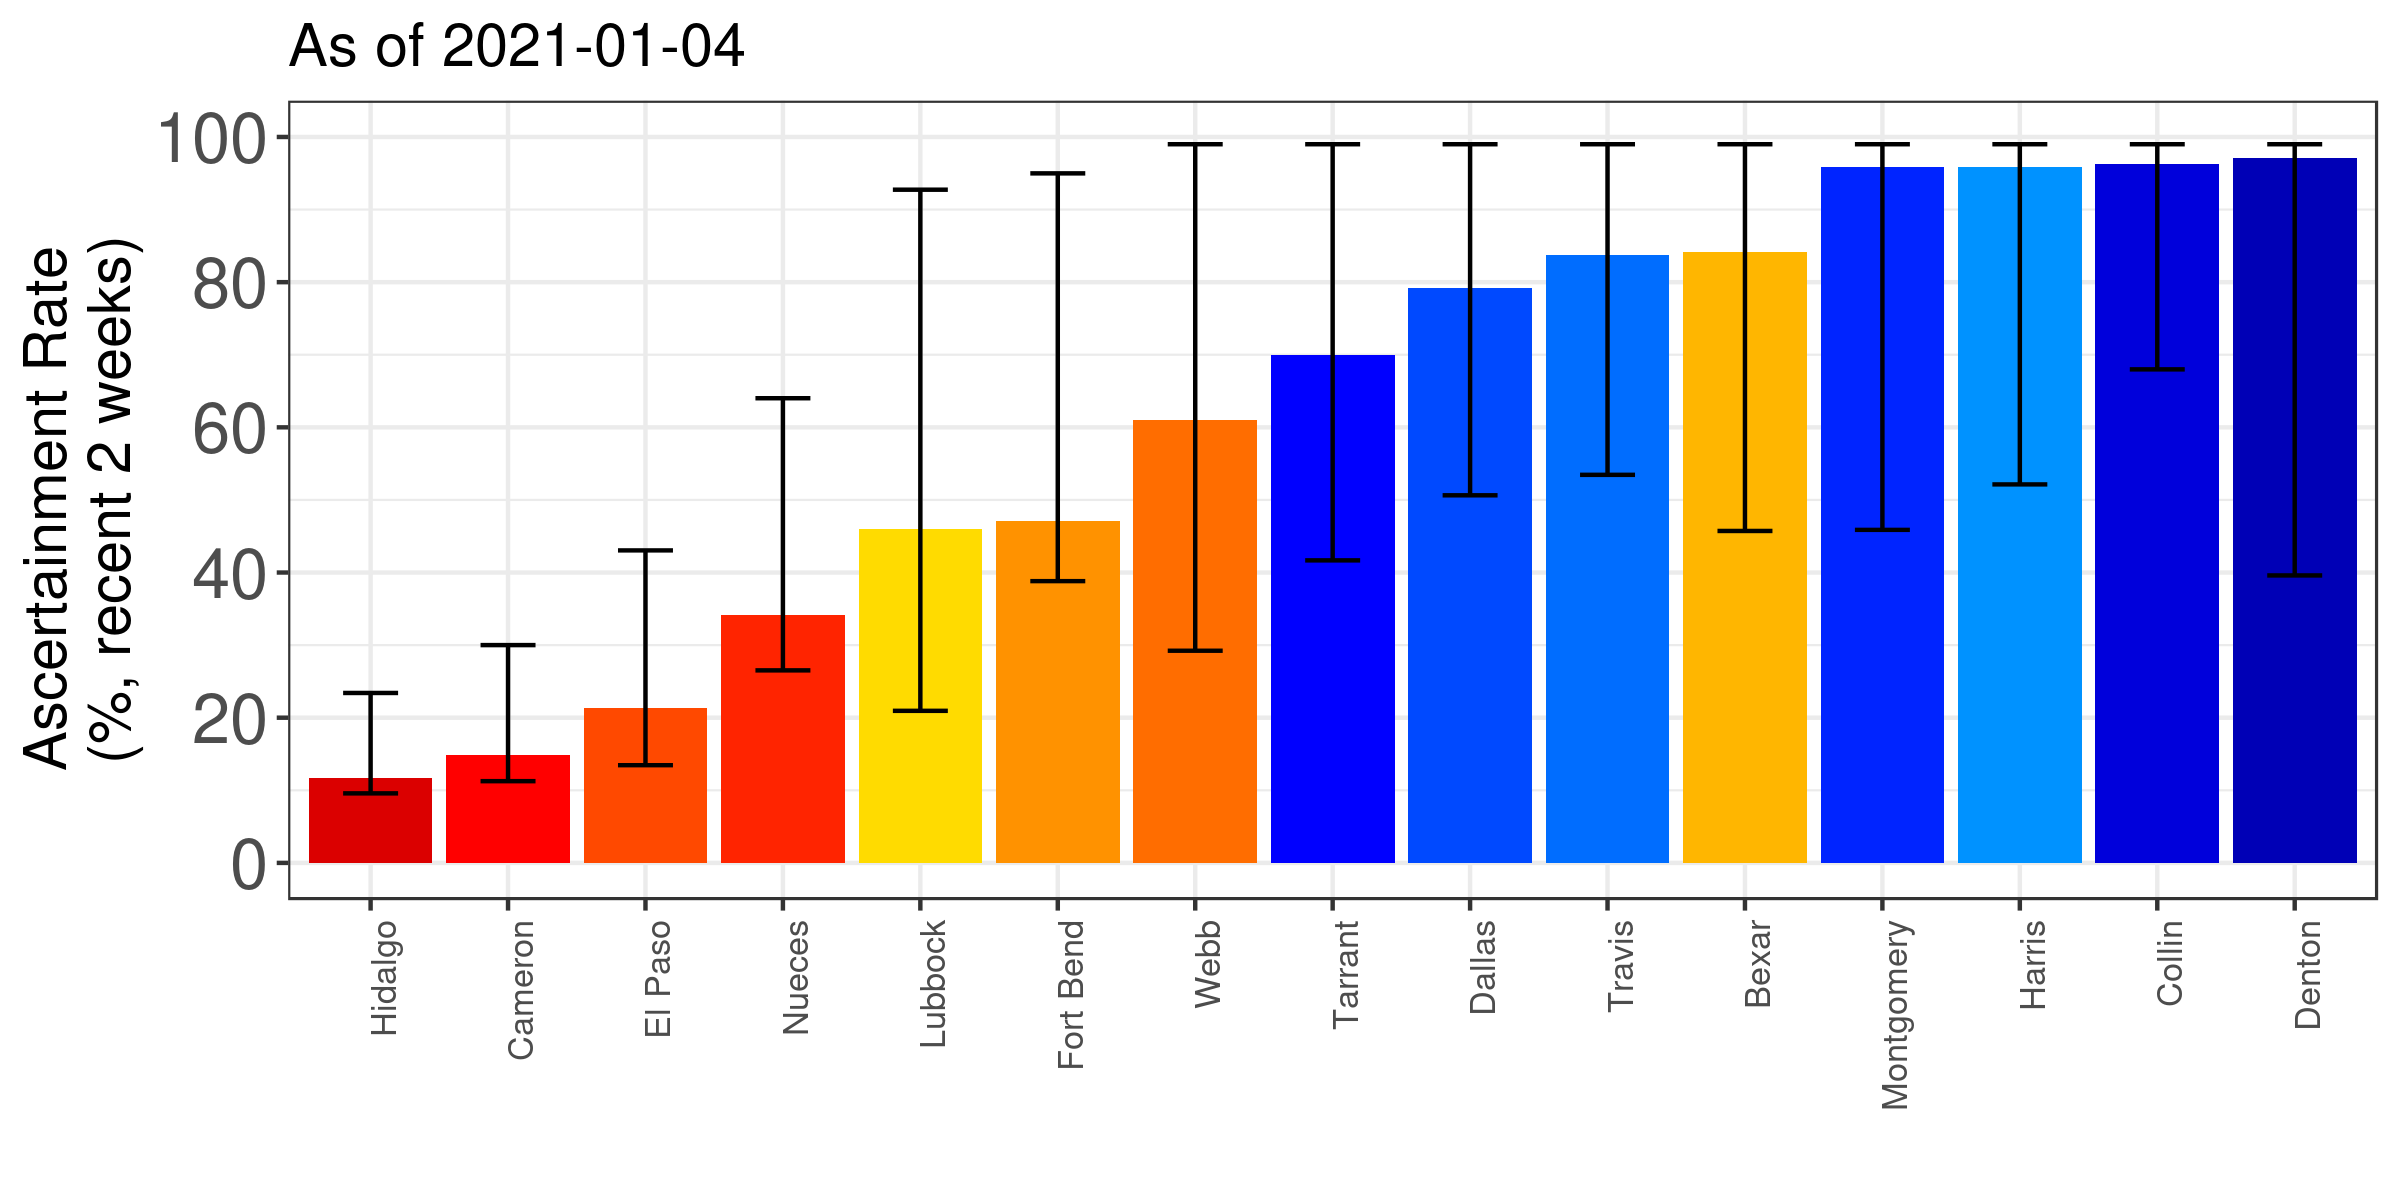 As of 2021-01-04
Ascertainment Rate
(%, recent 2 weeks)
100
80
60
40
20
0
Hidalgo
Cameron
El Paso
Nueces
Lubbock
Fort Bend
Webb
Tarrant
Dallas
Travis
Bexar
Montgomery
Harris
Collin
Denton